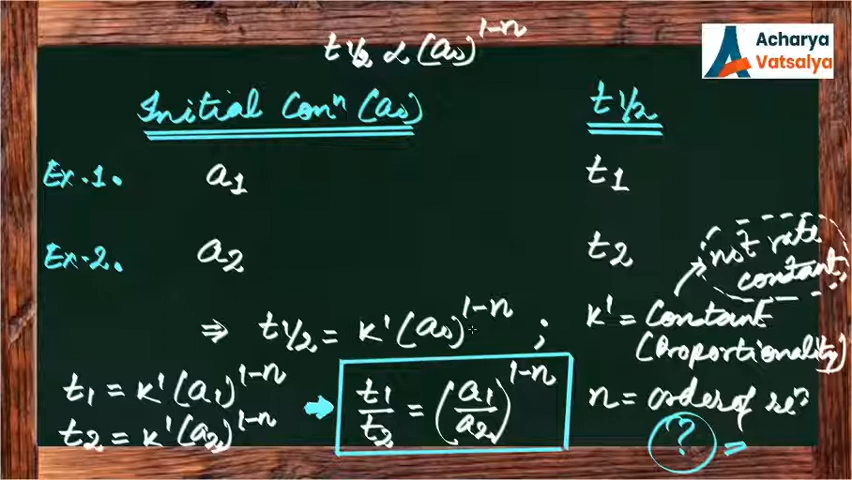 t½ ∝ (a₀)^1-n
Acharya
Vatsalya
Initial Conⁿ (a₀) t½
Ex.1. a₁ t₁
Ex-2. a₂ t₂
not rate
constant
⇒ t½ = K'(a₀)^1-n ; K' = Constant
(Proportionality)
t₁ = K'(a₁)^1-n
t₂ = K'(a₂)^1-n
t₁/t₂ = (a₁/a₂)^1-n
n = order of rxⁿ
? =